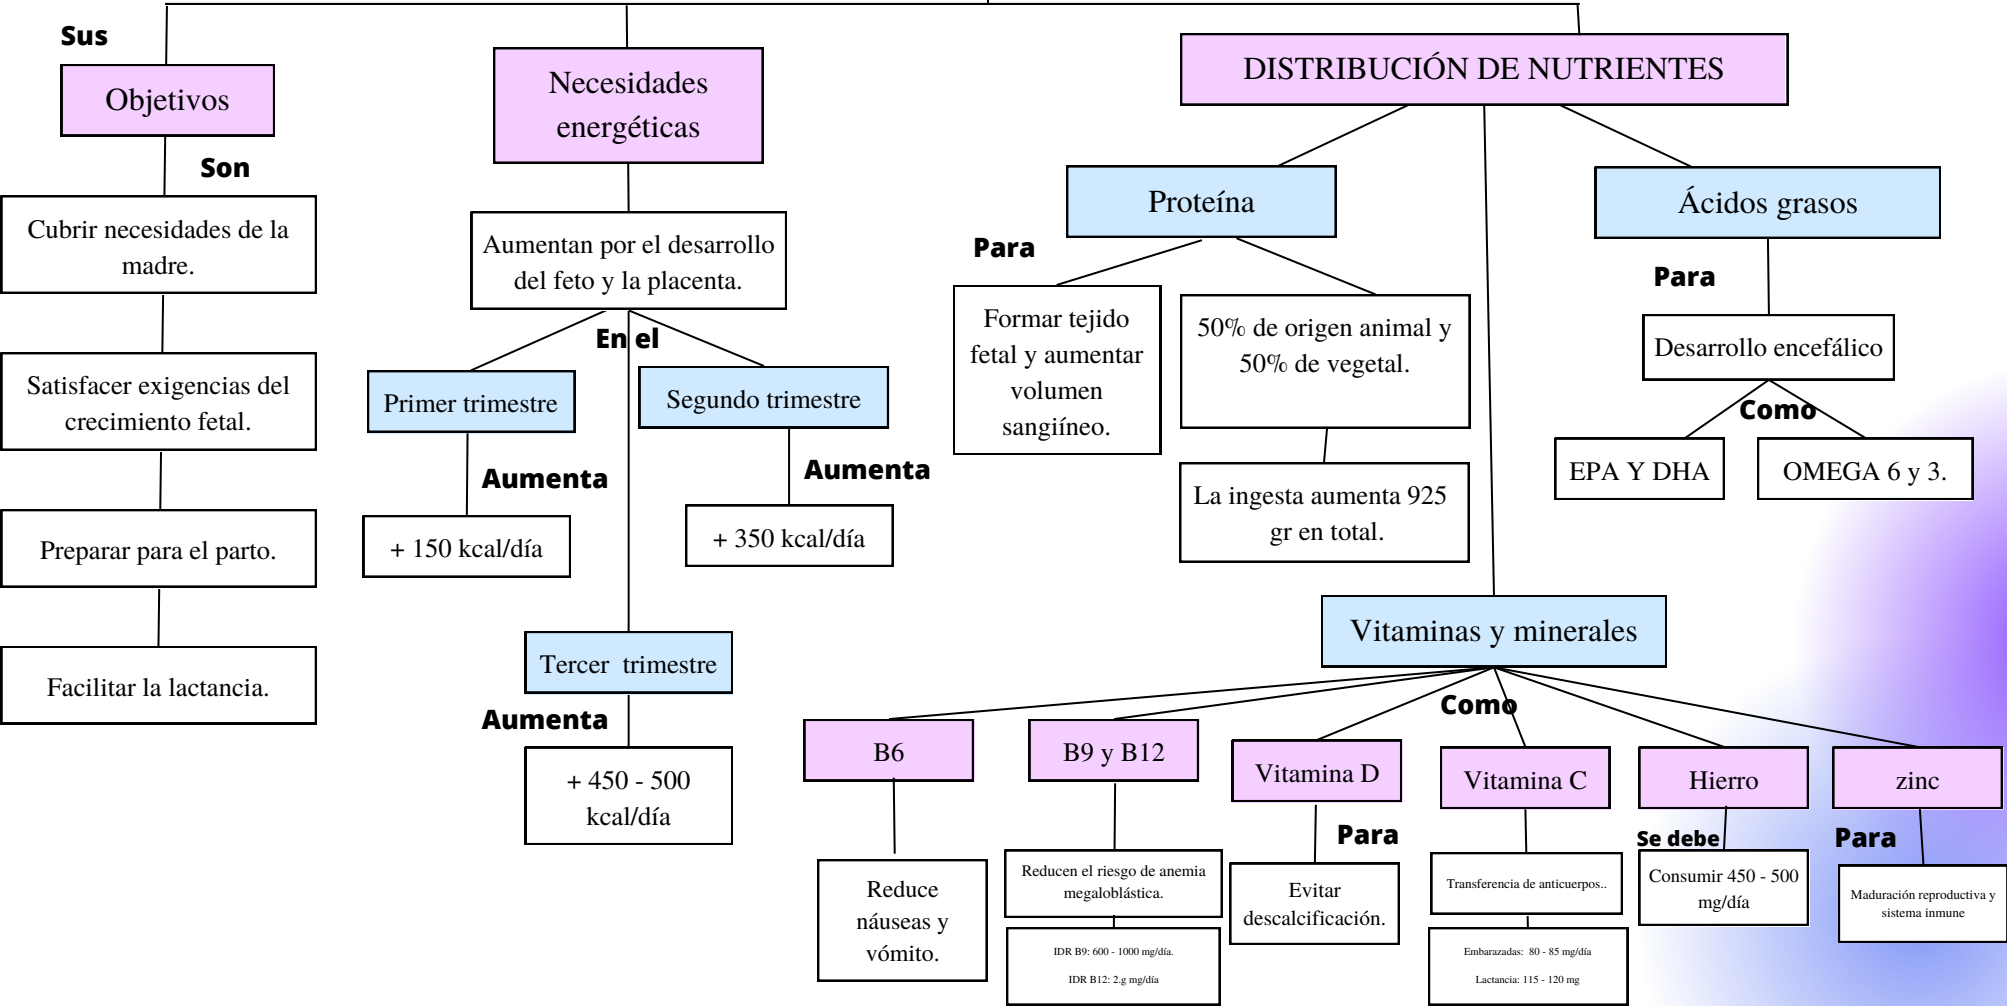 Sus
Objetivos
Son
Cubrir necesidades de la
madre.
Satisfacer exigencias del
crecimiento fetal.
Preparar para el parto.
Facilitar la lactancia.
Necesidades
energéticas
Aumentan por el desarrollo
del feto y la placenta.
En el
Primer trimestre
Aumenta
+ 150 kcal/día
Segundo trimestre
Aumenta
+ 350 kcal/día
Tercer trimestre
Aumenta
+ 450 - 500
kcal/día
DISTRIBUCIÓN DE NUTRIENTES
Proteína
Para
Formar tejido
fetal y aumentar
volumen
sangiíneo.
50% de origen animal y
50% de vegetal.
La ingesta aumenta 925
gr en total.
Ácidos grasos
Para
Desarrollo encefálico
Como
EPA Y DHA
OMEGA 6 y 3.
Vitaminas y minerales
Como
B6
Reduce
náuseas y
vómito.
B9 y B12
Reducen el riesgo de anemia
megaloblástica.
IDR B9: 600 - 1000 mg/día.
IDR B12: 2.g mg/día
Vitamina D
Para
Evitar
descalcificación.
Vitamina C
Transferencia de anticuerpos..
Embarazadas: 80 - 85 mg/día
Lactancia: 115 - 120 mg
Hierro
Se debe
Consumir 450 - 500
mg/día
zinc
Para
Maduración reproductiva y
sistema inmune